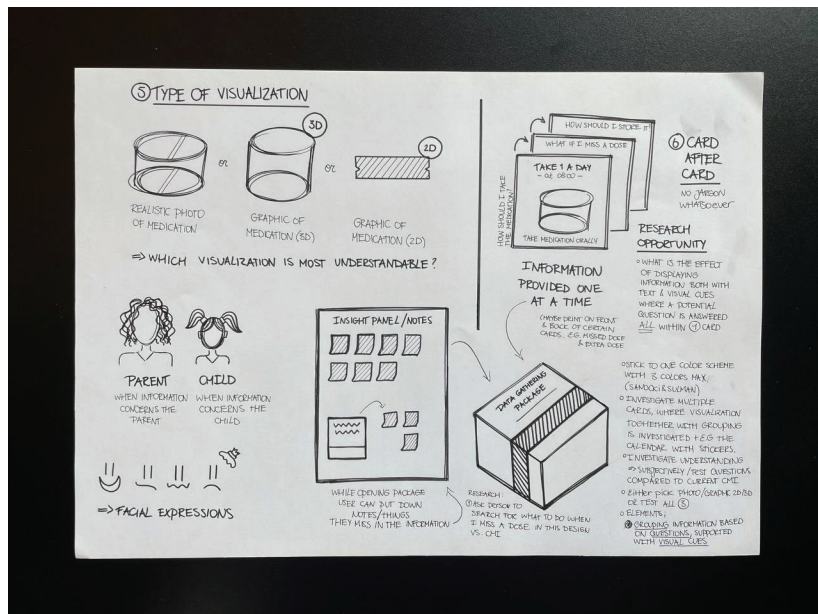 ⑤ TYPE OF VISUALIZATION
3D
2D
or
or
REALISTIC PHOTO
OF MEDICATION
GRAPHIC OF
MEDICATION (3D)
GRAPHIC OF
MEDICATION (2D)
⇒ WHICH VISUALIZATION IS MOST UNDERSTANDABLE?
PARENT
WHEN INFORMATION
CONCERNS THE
PARENT
CHILD
WHEN INFORMATION
CONCERNS THE
CHILD
⇒ FACIAL EXPRESSIONS
INSIGHT PANEL/NOTES
WHILE OPENING PACKAGE
USER CAN PUT DOWN
NOTES/THINGS
THEY MISS IN THE INFORMATION
HOW SHOULD I STORE IT
WHAT IF I MISS A DOSE
HOW SHOULD I TAKE
THE MEDICATION?
TAKE 1 A DAY
- at 08:00 -
TAKE MEDICATION ORALLY
INFORMATION
PROVIDED ONE
AT A TIME
(MAYBE PRINT ON FRONT
& BACK OF CERTAIN
CARDS. E.G. MISSED DOSE
& EXTRA DOSE
DATA GATHERING
PACKAGE
RESEARCH:
① ASK PERSON TO
SEARCH FOR WHAT TO DO WHEN
I MISS A DOSE IN THIS DESIGN
VS. CMI
⑥ CARD
AFTER
CARD
NO JARGON
WHATSOEVER
RESEARCH
OPPORTUNITY
○ WHAT IS THE EFFECT
OF DISPLAYING
INFORMATION BOTH WITH
TEXT & VISUAL CUES
WHERE A POTENTIAL
QUESTION IS ANSWERED
ALL WITHIN ① CARD
○ STICK TO ONE COLOR SCHEME
WITH 3 COLORS MAX.
○ INVESTIGATE MULTIPLE
CARDS, WHERE VISUALIZATION
TOGHETHER WITH GROUPING
IS INVESTIGATED + E.G THE
CALENDAR WITH STICKERS.
○ INVESTIGATE UNDERSTANDING
⇒ SUBJECTIVELY/TEST QUESTIONS
COMPARED TO CURRENT CMI
○ Either PICK PHOTO/GRAPHIC 2D/3D
OR TEST ALL ③
○ ELEMENTS;
GROUPING INFORMATION BASED
ON QUESTIONS, SUPPORTED
WITH VISUAL CUES